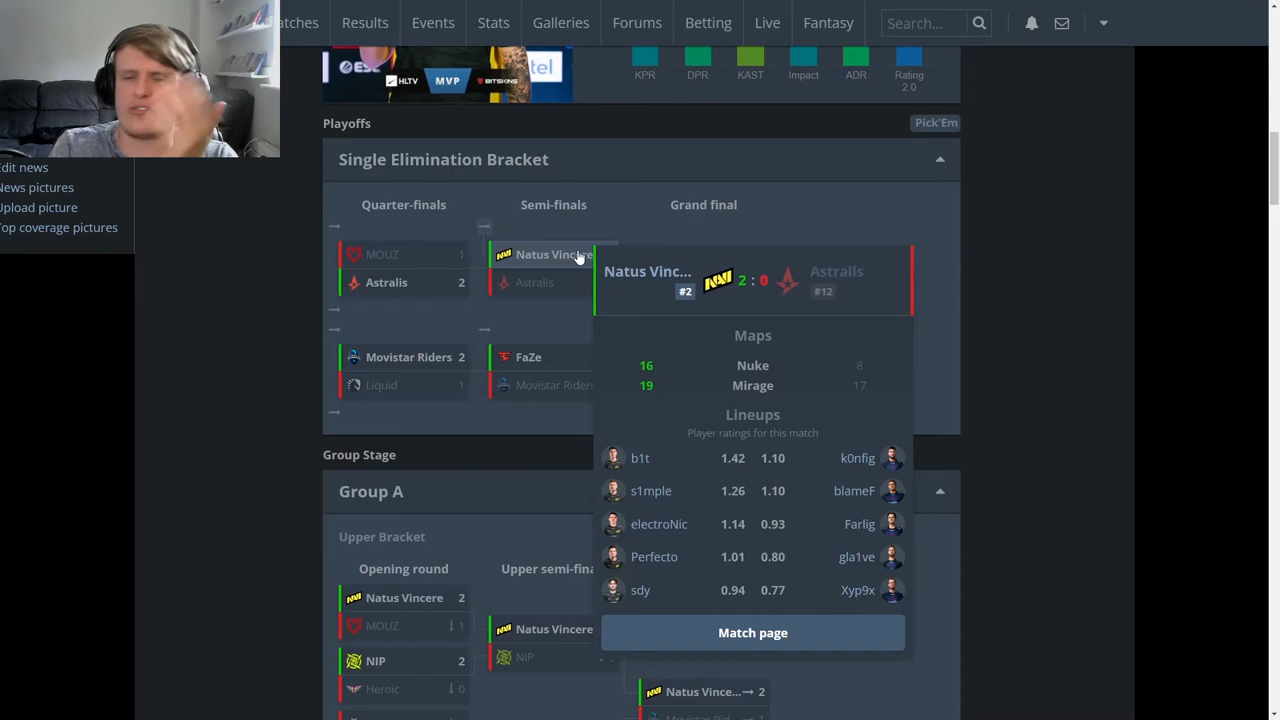 Results
Events
Stats
Galleries
Forums
Betting
Live
Fantasy
Search...
HLTV
MVP
BITSKINS
KPR
DPR
KAST
Impact
ADR
Rating
2.0
Edit news
News pictures
Upload picture
Top coverage pictures
Playoffs
Pick'Em
Single Elimination Bracket
Quarter-finals
Semi-finals
Grand final
MOUZ 1
Astralis 2
Movistar Riders 2
Liquid 1
Natus Vincere
Astralis
FaZe
Movistar Riders
Natus Vinc...
#2
2 : 0
Astralis
#12
Maps
16 Nuke 8
19 Mirage 17
Lineups
Player ratings for this match
b1t 1.42 1.10 k0nfig
s1mple 1.26 1.10 blameF
electroNic 1.14 0.93 Farlig
Perfecto 1.01 0.80 gla1ve
sdy 0.94 0.77 Xyp9x
Match page
Group Stage
Group A
Upper Bracket
Opening round
Upper semi-fina
Natus Vincere 2
MOUZ 1
NIP 2
Heroic 0
Natus Vincere
NIP
Natus Vince... 2
Movistar Rid... 1